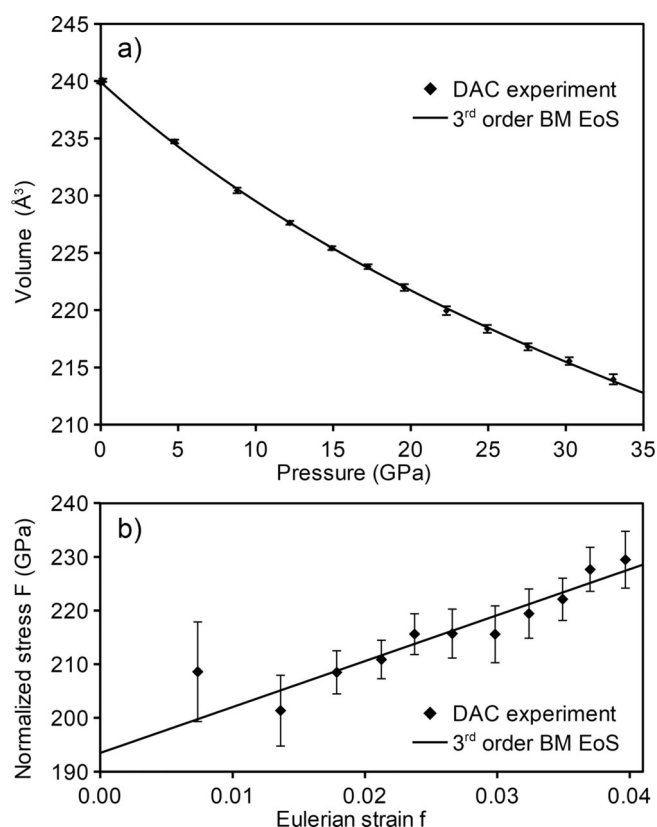 a)
240
235
230
225
220
215
210
Volume (Å³)
DAC experiment
3rd order BM EoS
0
5
10
15
20
25
30
35
Pressure (GPa)
b)
240
230
220
210
200
190
Normalized stress F (GPa)
DAC experiment
3rd order BM EoS
0.00
0.01
0.02
0.03
0.04
Eulerian strain f